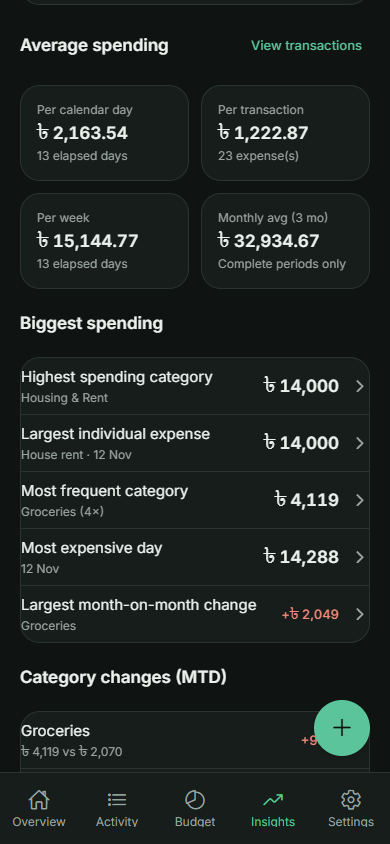 Average spending
View transactions
Per calendar day
৳ 2,163.54
13 elapsed days
Per transaction
৳ 1,222.87
23 expense(s)
Per week
৳ 15,144.77
13 elapsed days
Monthly avg (3 mo)
৳ 32,934.67
Complete periods only
Biggest spending
Highest spending category
Housing & Rent
৳ 14,000
Largest individual expense
House rent · 12 Nov
৳ 14,000
Most frequent category
Groceries (4×)
৳ 4,119
Most expensive day
12 Nov
৳ 14,288
Largest month-on-month change
Groceries
+৳ 2,049
Category changes (MTD)
Groceries
৳ 4,119 vs ৳ 2,070
Overview
Activity
Budget
Insights
Settings